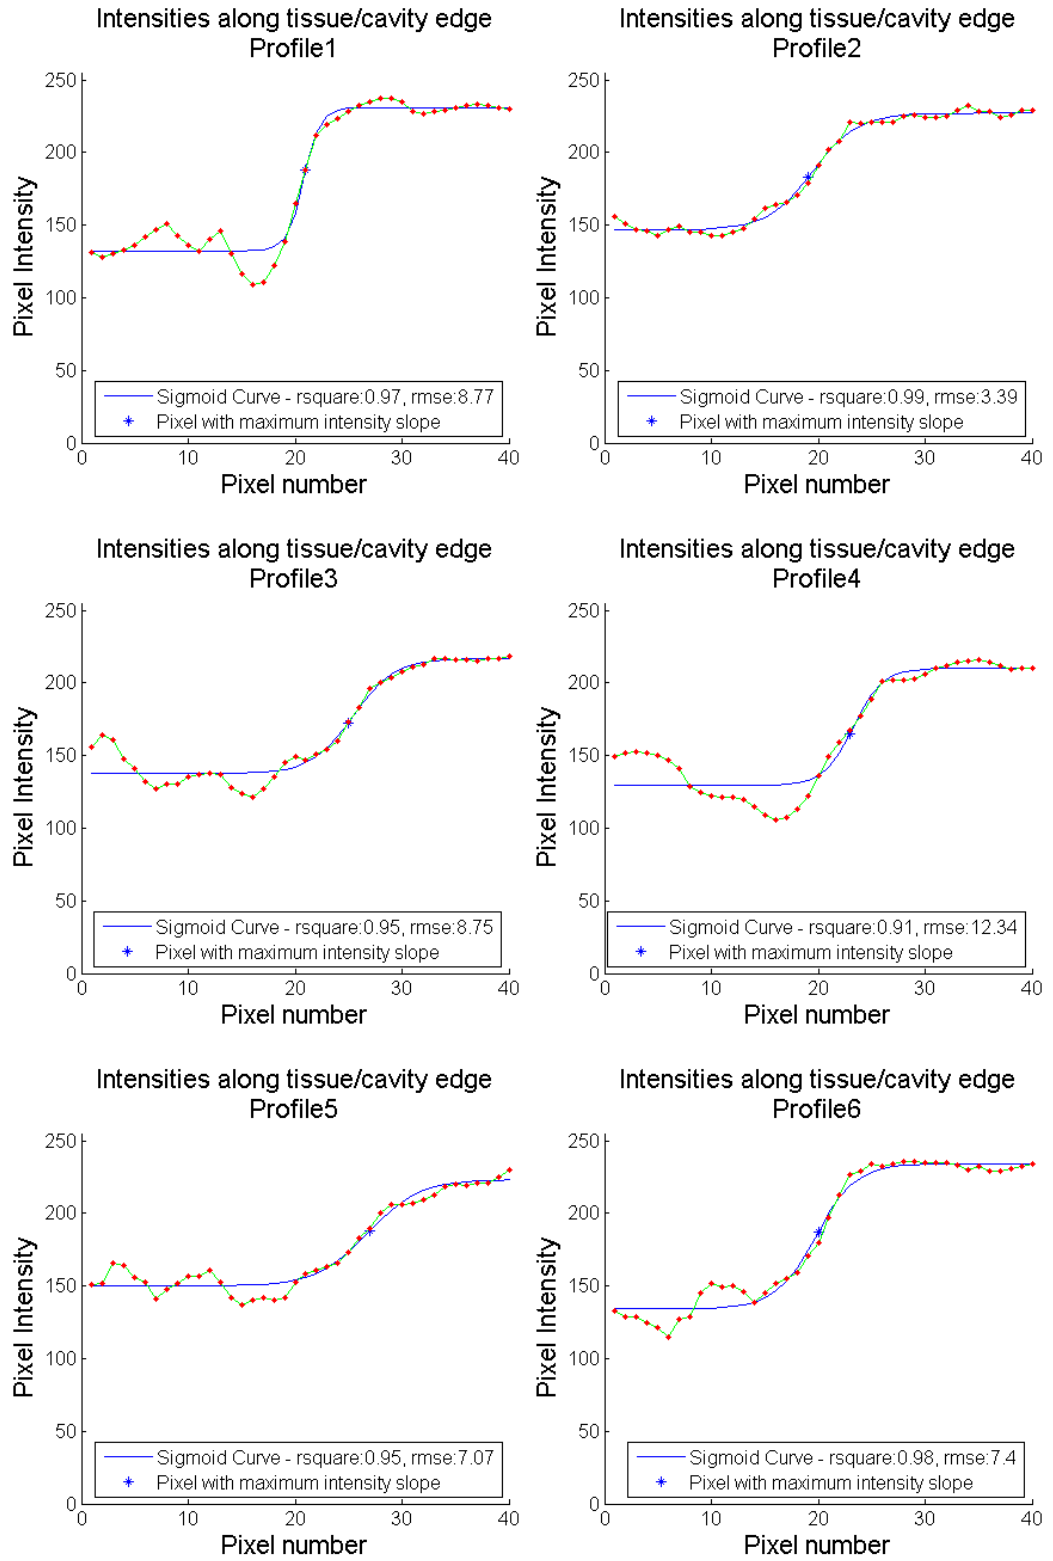 Intensities along tissue/cavity edge
Profile1
250
200
150
100
50
0
Pixel Intensity
Sigmoid Curve - rsquare:0.97, rmse:8.77
Pixel with maximum intensity slope
0 10 20 30 40
Pixel number
Intensities along tissue/cavity edge
Profile2
250
200
150
100
50
0
Pixel Intensity
Sigmoid Curve - rsquare:0.99, rmse:3.39
Pixel with maximum intensity slope
0 10 20 30 40
Pixel number
Intensities along tissue/cavity edge
Profile3
250
200
150
100
50
0
Pixel Intensity
Sigmoid Curve - rsquare:0.95, rmse:8.75
Pixel with maximum intensity slope
0 10 20 30 40
Pixel number
Intensities along tissue/cavity edge
Profile4
250
200
150
100
50
0
Pixel Intensity
Sigmoid Curve - rsquare:0.91, rmse:12.34
Pixel with maximum intensity slope
0 10 20 30 40
Pixel number
Intensities along tissue/cavity edge
Profile5
250
200
150
100
50
0
Pixel Intensity
Sigmoid Curve - rsquare:0.95, rmse:7.07
Pixel with maximum intensity slope
0 10 20 30 40
Pixel number
Intensities along tissue/cavity edge
Profile6
250
200
150
100
50
0
Pixel Intensity
Sigmoid Curve - rsquare:0.98, rmse:7.4
Pixel with maximum intensity slope
0 10 20 30 40
Pixel number